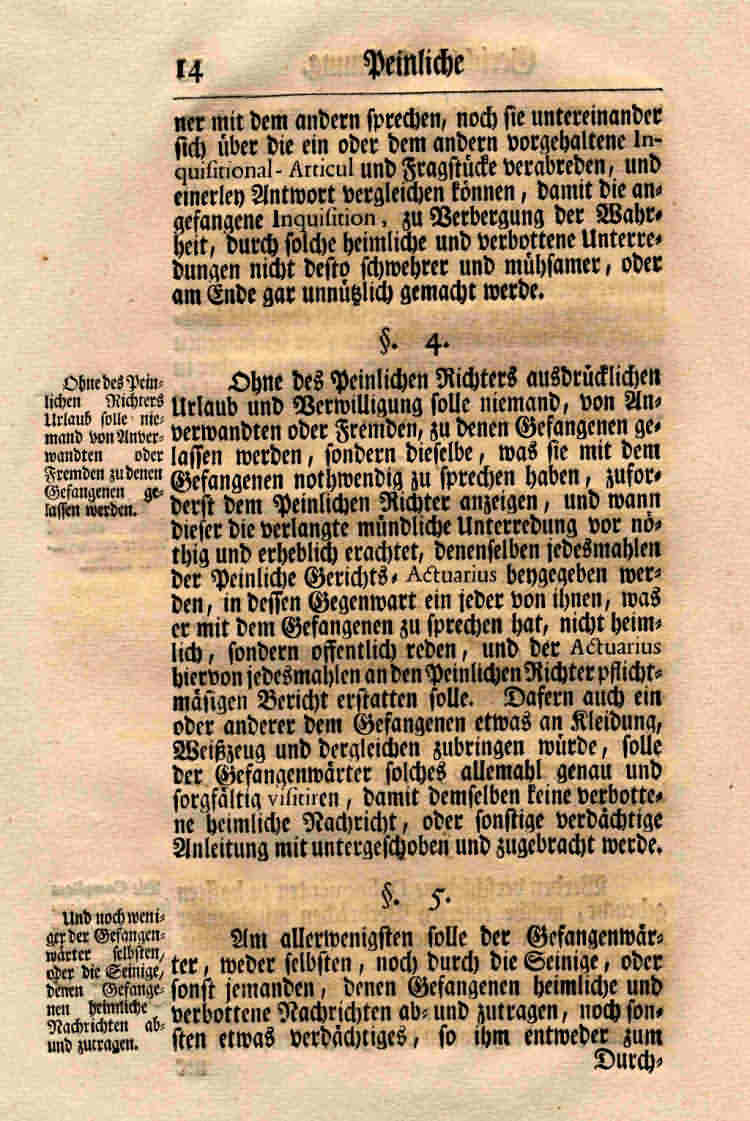 14 Peinliche
ner mit dem andern sprechen, noch sie untereinander
sich über die ein oder dem andern vorgehaltene In-
quisitional-Articul und Fragstücke verabreden, und
einerley Antwort vergleichen können, damit die an-
gefangene Inquisition, zu Verbergung der Wahr-
heit, durch solche heimliche und verbottene Unterre-
dungen nicht desto schwehrer und mühsamer, oder
am Ende gar unnützlich gemacht werde.
§. 4.
Ohne des Pein-
lichen Richters
Urlaub solle nie-
mand von Anver-
wandten oder
Fremden zu denen
Gefangenen ge-
lassen werden.
Ohne des Peinlichen Richters ausdrücklichen
Urlaub und Verwilligung solle niemand, von An-
verwandten oder Fremden, zu denen Gefangenen ge-
lassen werden, sondern dieselbe, was sie mit dem
Gefangenen nothwendig zu sprechen haben, zufor-
derst dem Peinlichen Richter anzeigen, und wann
dieser die verlangte mündliche Unterredung vor nö-
thig und erheblich erachtet, denenselben jedesmahlen
der Peinliche Gerichts-Actuarius beygegeben wer-
den, in dessen Gegenwart ein jeder von ihnen, was
er mit dem Gefangenen zu sprechen hat, nicht heim-
lich, sondern offentlich reden, und der Actuarius
hiervon jedesmahlen an den Peinlichen Richter pflicht-
mäsigen Bericht erstatten solle. Dafern auch ein
oder anderer dem Gefangenen etwas an Kleidung,
Weißzeug und dergleichen zubringen würde, solle
der Gefangenwärter solches allemahl genau und
sorgfältig visitiren, damit demselben keine verbotte-
ne heimliche Nachricht, oder sonstige verdächtige
Anleitung mit untergeschoben und zugebracht werde.
§. 5.
Und noch weni-
ger der Gefangen-
wärter selbsten,
oder die Seinige,
denen Gefange-
nen heimliche
Nachrichten ab-
und zutragen.
Am allerwenigsten solle der Gefangenwär-
ter, weder selbsten, noch durch die Seinige, oder
sonst jemanden, denen Gefangenen heimliche und
verbottene Nachrichten ab- und zutragen, noch son-
sten etwas verdächtiges, so ihm entweder zum
Durch-